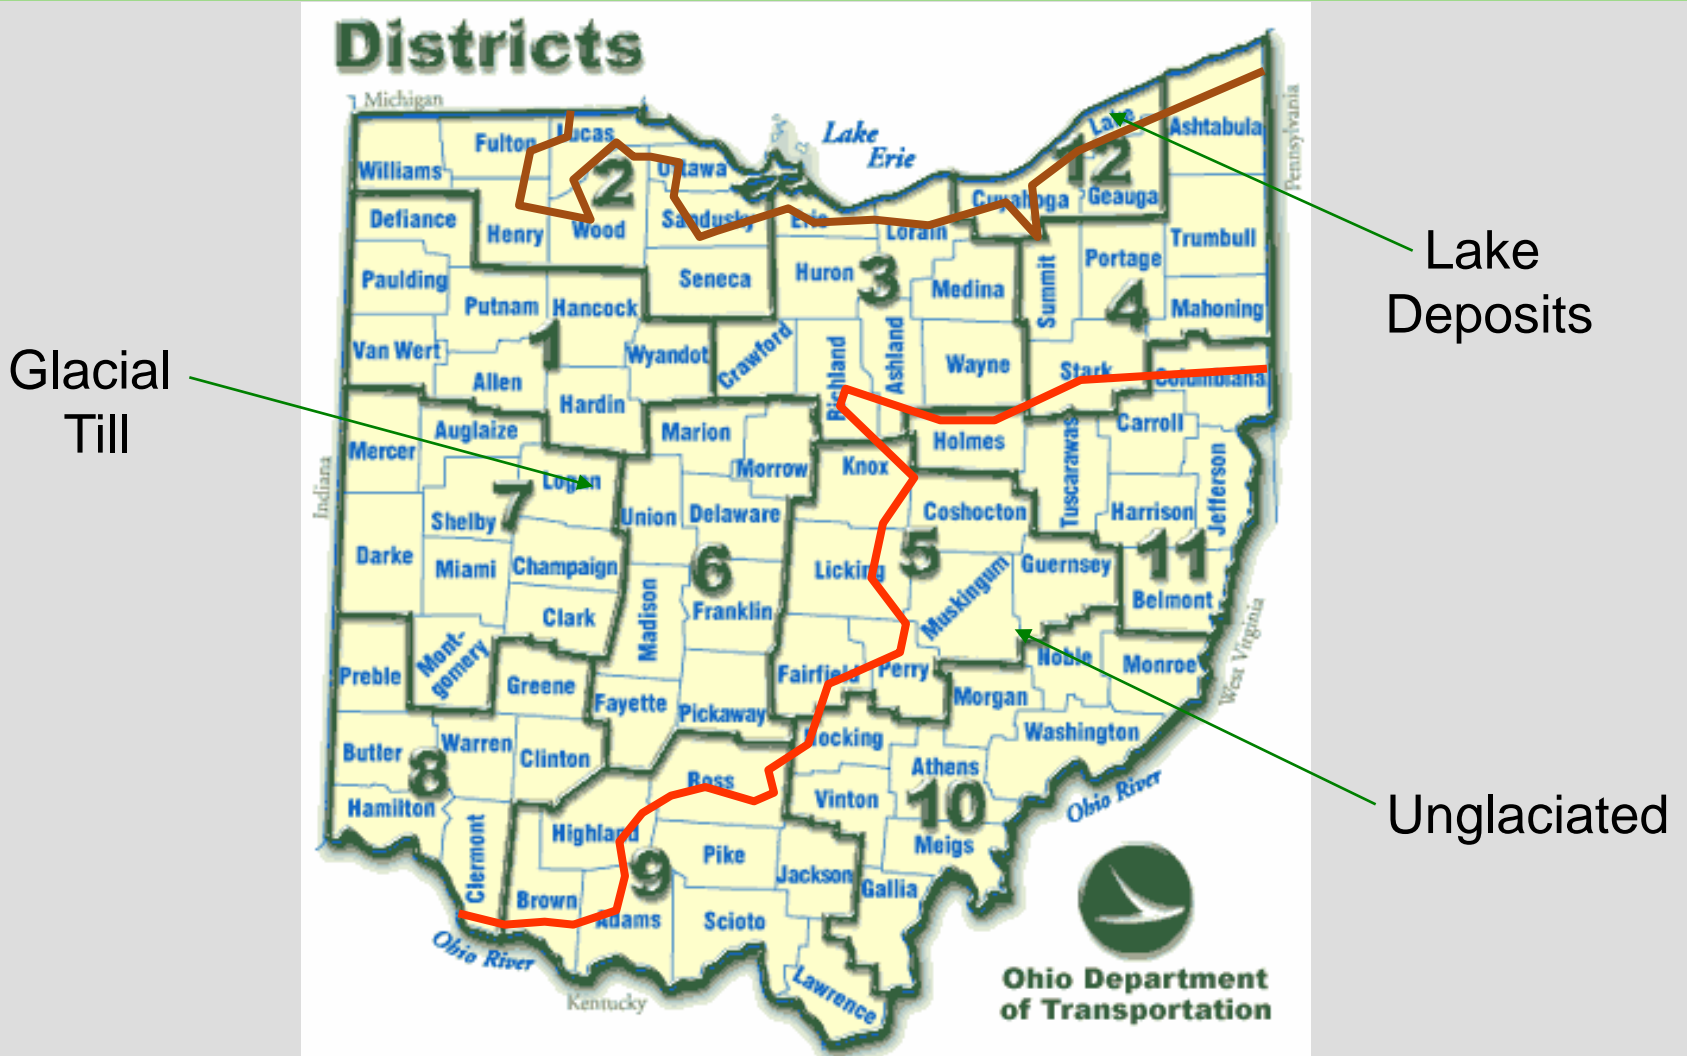 Districts
Michigan
Lake
Erie
Pennsylvania
Lucas
Fulton
Williams
2
Ottawa
Lake
12
Ashtabula
Cuyahoga
Geauga
Defiance
Henry
Wood
Sandusky
Erie
Lorain
Trumbull
Lake
Deposits
Paulding
Putnam
Hancock
Seneca
Huron
3
Medina
Summit
Portage
4
Mahoning
Glacial
Till
Van Wert
1
Allen
Wyandot
Crawford
Richland
Ashland
Wayne
Stark
Columbiana
Hardin
Mercer
Auglaize
Marion
Morrow
Knox
Holmes
Tuscarawas
Carroll
Jefferson
Indiana
Logan
7
Shelby
Union
Delaware
Coshocton
Harrison
Darke
Miami
Champaign
6
Licking
5
Muskingum
Guernsey
11
Belmont
Clark
Madison
Franklin
West Virginia
Preble
Mont-
gomery
Greene
Fayette
Pickaway
Fairfield
Perry
Morgan
Noble
Monroe
Butler
Warren
8
Clinton
Hocking
Washington
Hamilton
Ross
Athens
Vinton
10
Ohio River
Unglaciated
Clermont
Highland
9
Pike
Jackson
Meigs
Brown
Adams
Scioto
Gallia
Ohio River
Kentucky
Lawrence
Ohio Department
of Transportation